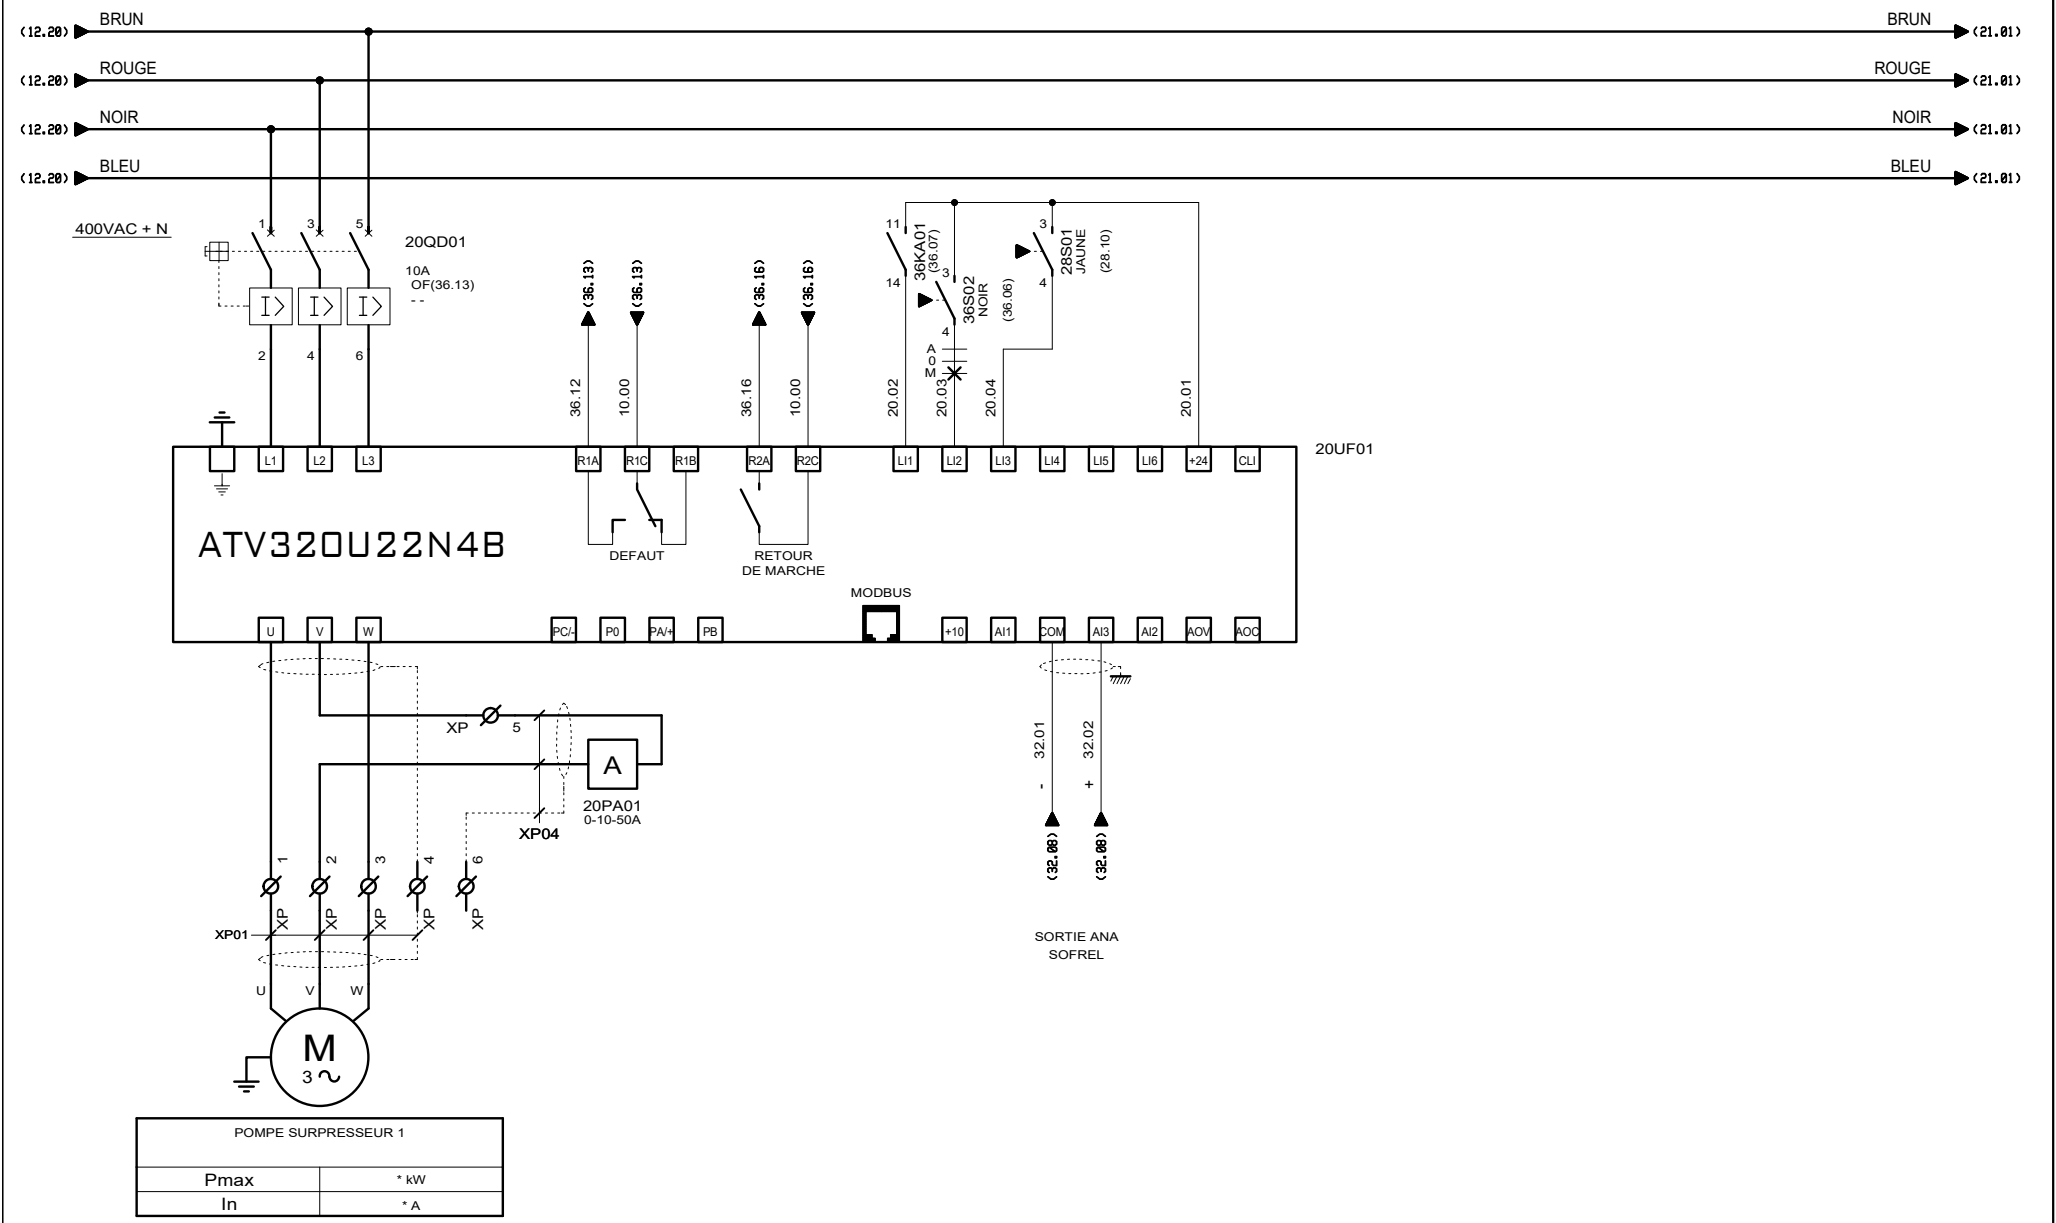 BRUN BRUN
(12.20) (21.01)
ROUGE ROUGE
(12.20) (21.01)
NOIR NOIR
(12.20) (21.01)
BLEU BLEU
(12.20) (21.01)
400VAC + N
1 3 5
20QD01
10A
OF(36.13)
--
I> I> I>
2 4 6
(36.13) (36.13) (36.16) (36.16)
11
36KA01
(36.07)
14
3
36S02
NOIR
(36.06)
4
A
0
M
3
28S01
JAUNE
(28.10)
4
36.12 10.00 36.16 10.00 20.02 20.03 20.04 20.01
20UF01
L1 L2 L3 R1A R1C R1B R2A R2C LI1 LI2 LI3 LI4 LI5 LI6 +24 CLI
ATV320U22N4B
DEFAUT
RETOUR
DE MARCHE
MODBUS
U V W PC/- P0 PA/+ PB +10 AI1 COM AI3 AI2 AOV AOC
XP 5
A
20PA01
0-10-50A
XP04
32.01 32.02
- +
(32.08) (32.08)
1 2 3 4 6
XP XP XP XP XP
XP01
SORTIE ANA
SOFREL
U V W
M
3
POMPE SURPRESSEUR 1
Pmax * kW
In * A